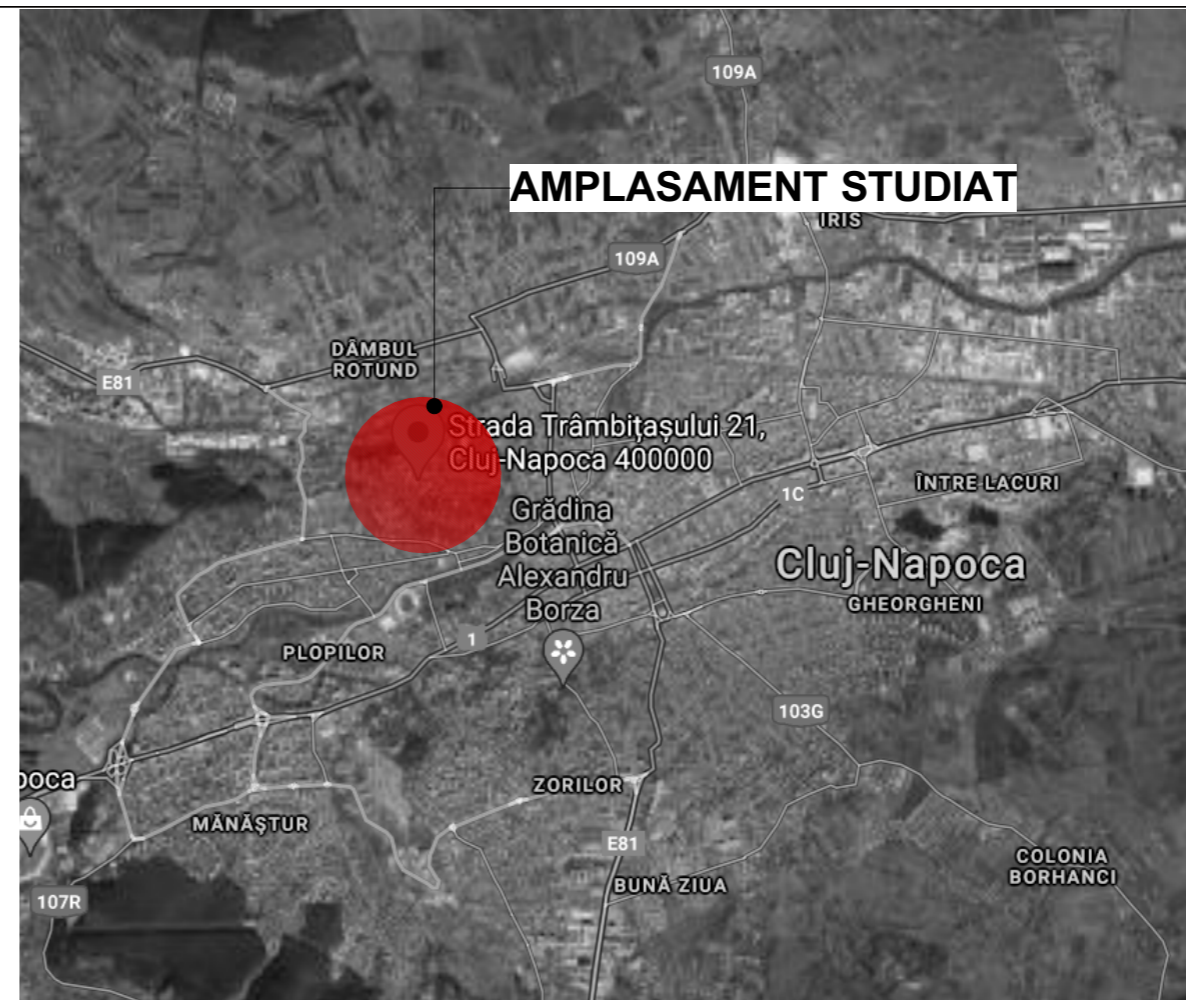 109A
AMPLASAMENT STUDIAT
IRIS
109A
DÂMBUL
ROTUND
E81
Strada Trâmbițașului 21,
Cluj-Napoca 400000
ÎNTRE LACURI
1C
Grădina
Botanică
Alexandru
Borza
Cluj-Napoca
GHEORGHENI
1
PLOPILOR
103G
poca
ZORILOR
MĂNĂȘTUR
E81
COLONIA
BORHANCI
BUNĂ ZIUA
107R